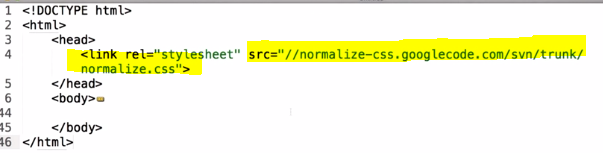 1 <!DOCTYPE html>
2 <html>
3 <head>
4 <link rel="stylesheet" src="//normalize-css.googlecode.com/svn/trunk/
normalize.css">
5 </head>
6 <body>
44
45 </body>
46 </html>